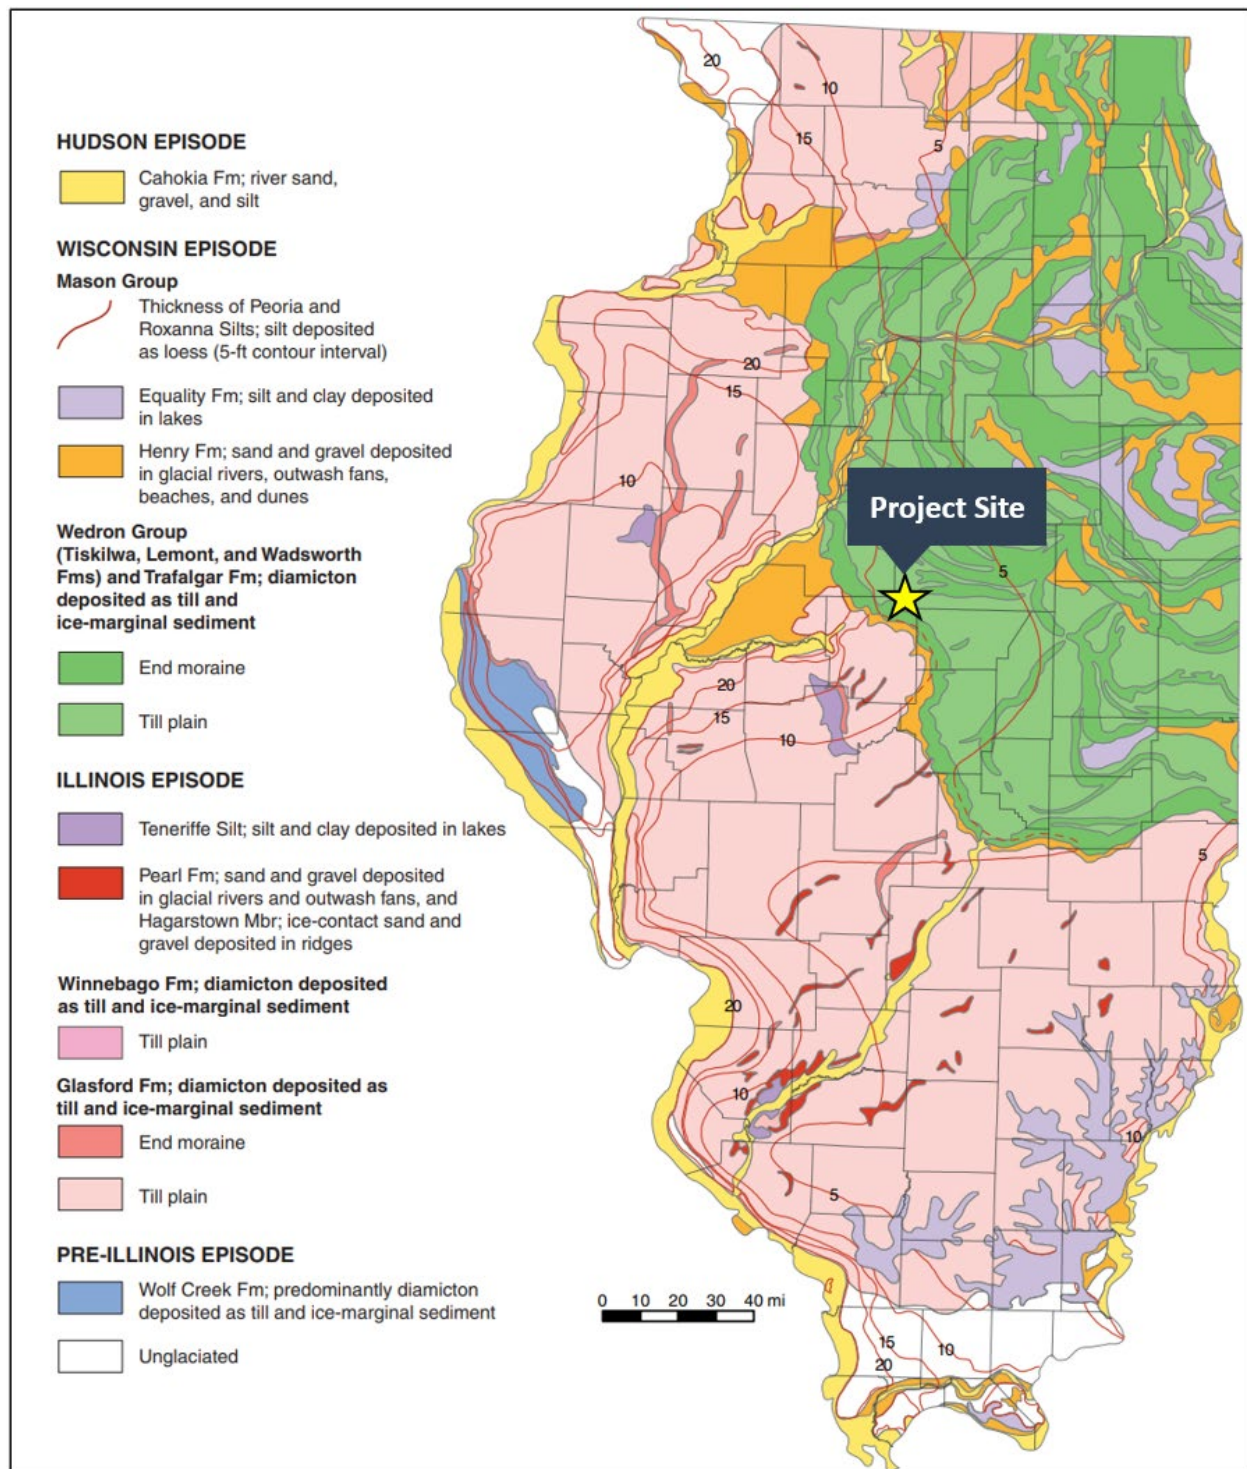 HUDSON EPISODE
Cahokia Fm; river sand,
gravel, and silt
WISCONSIN EPISODE
Mason Group
Thickness of Peoria and
Roxanna Silts; silt deposited
as loess (5-ft contour interval)
Equality Fm; silt and clay deposited
in lakes
Henry Fm; sand and gravel deposited
in glacial rivers, outwash fans,
beaches, and dunes
Wedron Group
(Tiskilwa, Lemont, and Wadsworth
Fms) and Trafalgar Fm; diamicton
deposited as till and
ice-marginal sediment
End moraine
Till plain
ILLINOIS EPISODE
Teneriffe Silt; silt and clay deposited in lakes
Pearl Fm; sand and gravel deposited
in glacial rivers and outwash fans, and
Hagarstown Mbr; ice-contact sand and
gravel deposited in ridges
Winnebago Fm; diamicton deposited
as till and ice-marginal sediment
Till plain
Glasford Fm; diamicton deposited as
till and ice-marginal sediment
End moraine
Till plain
PRE-ILLINOIS EPISODE
Wolf Creek Fm; predominantly diamicton
deposited as till and ice-marginal sediment
Unglaciated
20
10
15
5
20
15
10
Project Site
5
20
15
10
5
20
10
10
5
0 10 20 30 40 mi
15
10
20